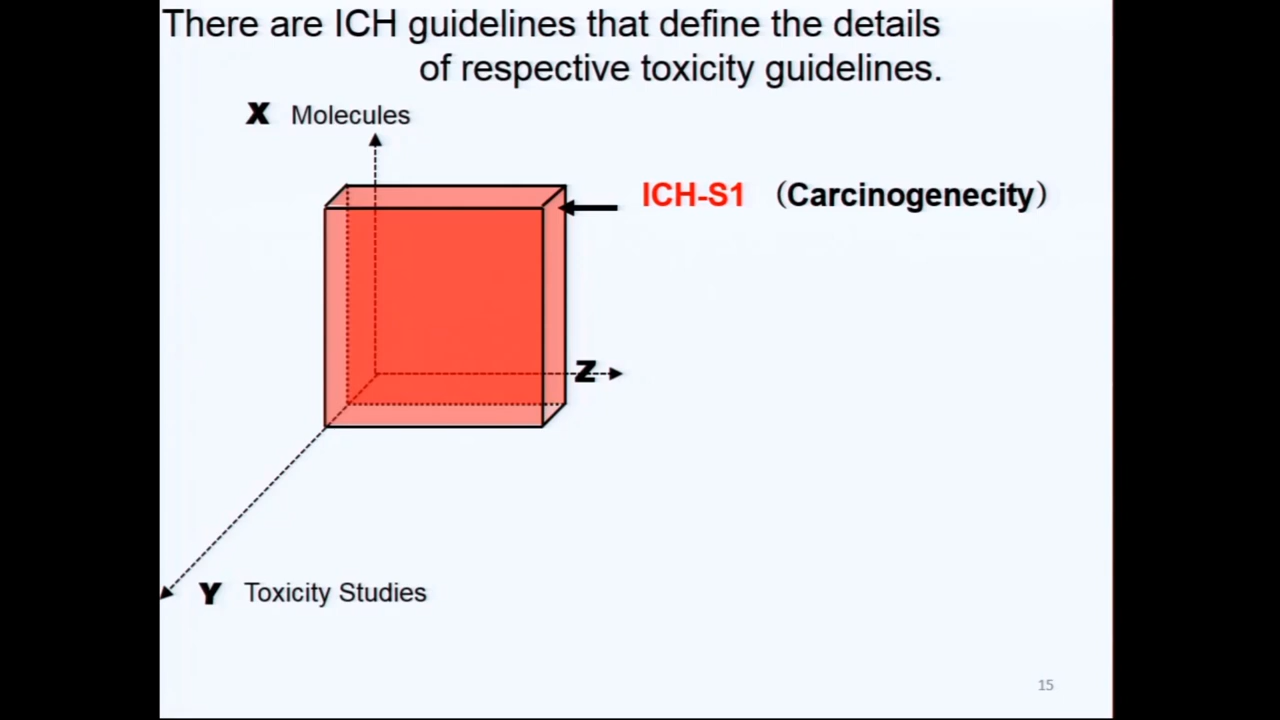 There are ICH guidelines that define the details
of respective toxicity guidelines.
X Molecules
ICH-S1 （Carcinogenecity）
Z
Y Toxicity Studies
15